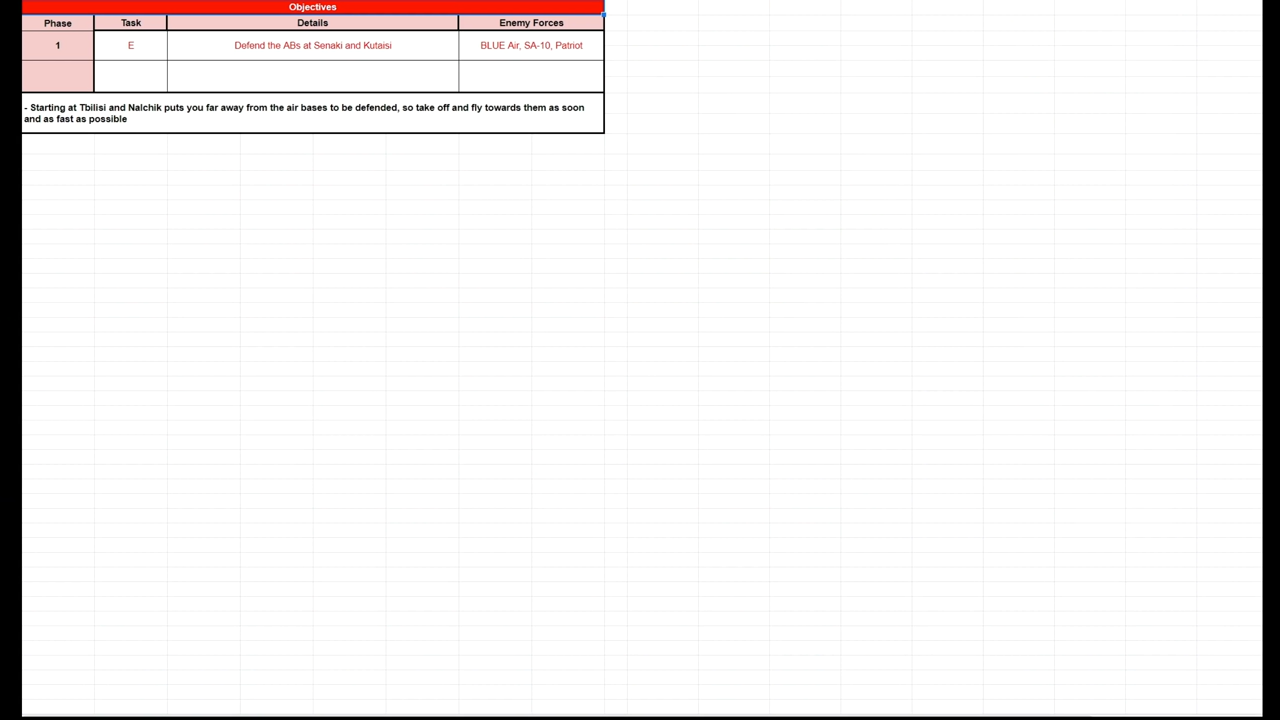 Objectives
Phase Task Details Enemy Forces
1 E Defend the ABs at Senaki and Kutaisi BLUE Air, SA-10, Patriot
- Starting at Tbilisi and Nalchik puts you far away from the air bases to be defended, so take off and fly towards them as soon
and as fast as possible